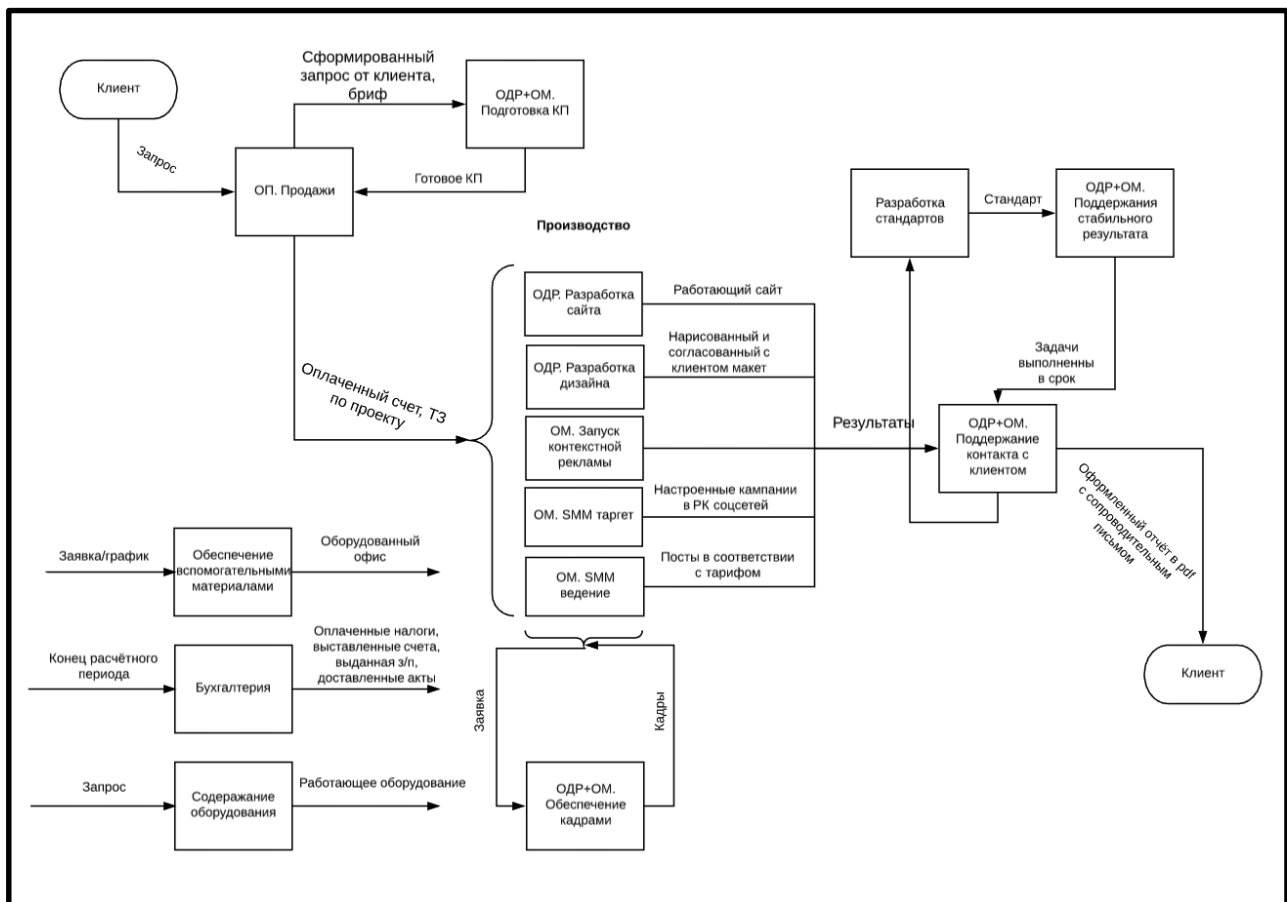 Клиент
Запрос
Сформированный
запрос от клиента,
бриф
ОДР+ОМ.
Подготовка КП
ОП. Продажи
Готовое КП
Оплаченный счет, ТЗ
по проекту
Производство
ОДР. Разработка
сайта
Работающий сайт
ОДР. Разработка
дизайна
Нарисованный и
согласованный с
клиентом макет
ОМ. Запуск
контекстной
рекламы
ОМ. SMM таргет
Настроенные кампании
в РК соцсетей
ОМ. SMM
ведение
Посты в соответствии
с тарифом
Результаты
Разработка
стандартов
Стандарт
ОДР+ОМ.
Поддержания
стабильного
результата
Задачи
выполненны
в срок
ОДР+ОМ.
Поддержание
контакта с
клиентом
Оформленный отчёт в pdf
с сопроводительным
письмом
Клиент
Заявка/график
Обеспечение
вспомогательными
материалами
Оборудованный
офис
Конец расчётного
периода
Бухгалтерия
Оплаченные налоги,
выставленные счета,
выданная з/п,
доставленные акты
Запрос
Содеражание
оборудования
Работающее оборудование
Заявка
Кадры
ОДР+ОМ.
Обеспечение
кадрами